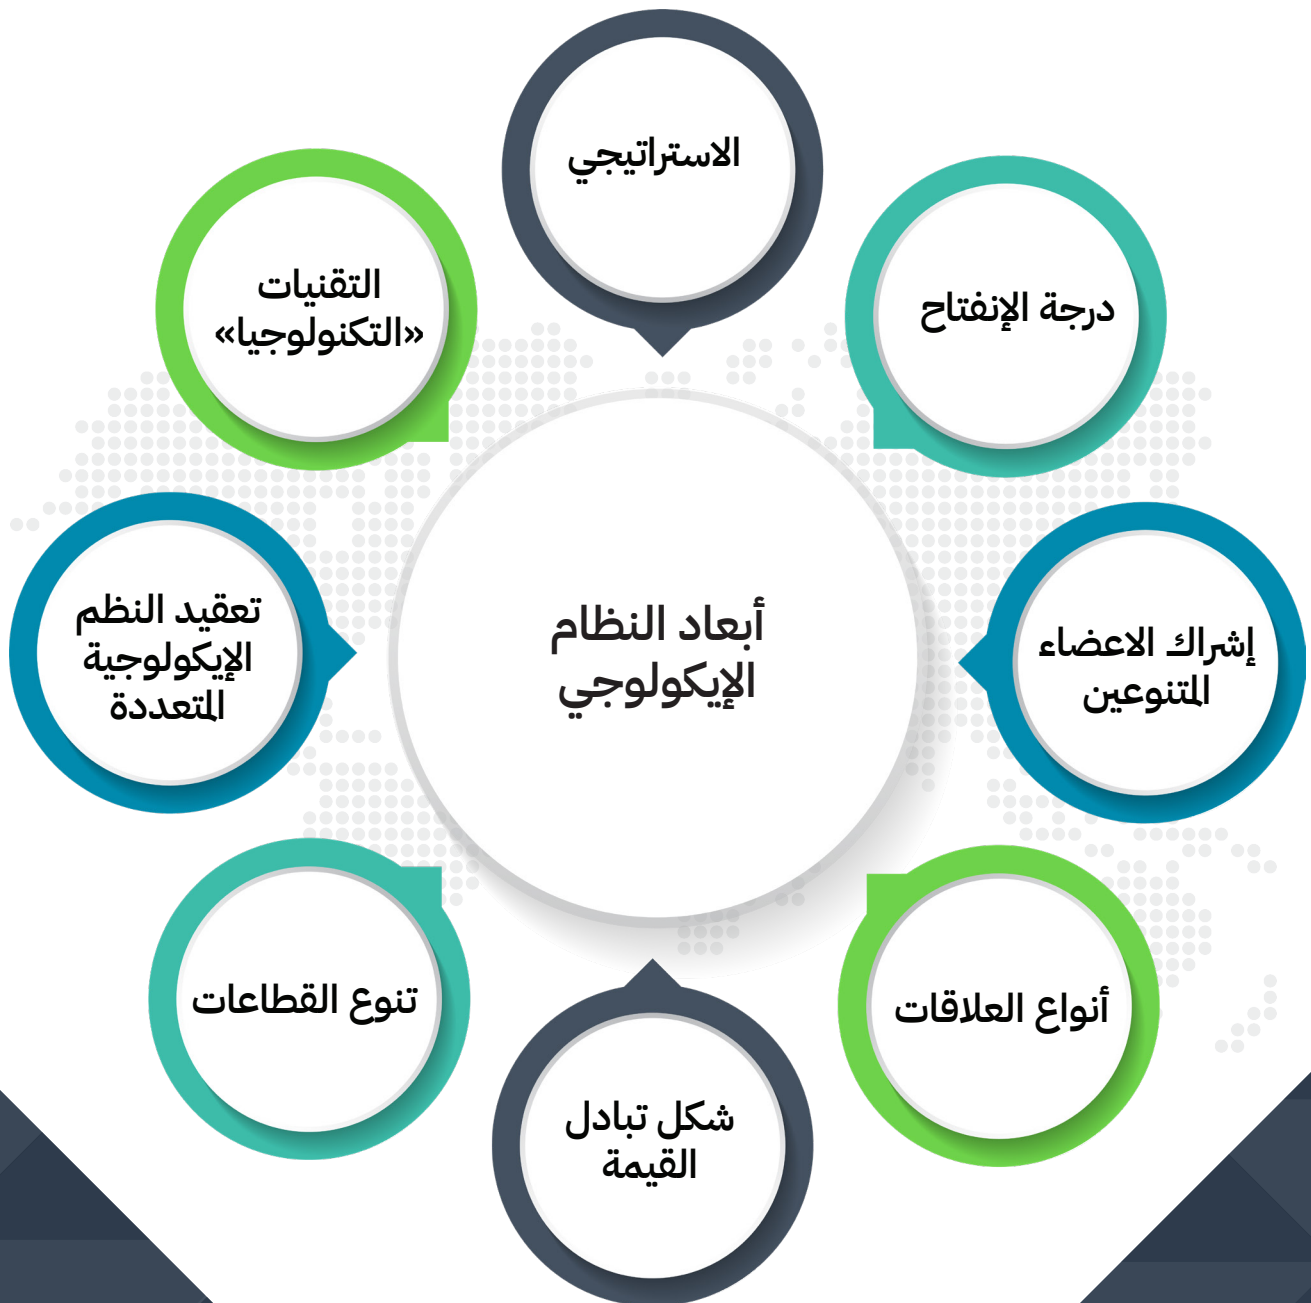 الاستراتيجي
درجة الإنفتاح
إشراك الاعضاء
المتنوعين
أنواع العلاقات
شكل تبادل
القيمة
تنوع القطاعات
تعقيد النظم
الإيكولوجية
المتعددة
التقنيات
«التكنولوجيا»
أبعاد النظام
الإيكولوجي